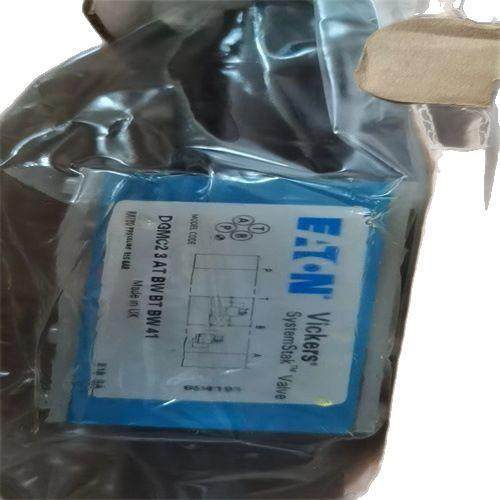 EATON
Vickers®
SystemStak™ Valve
P T B A
A T
P B
MODEL CODE
DGMC2 3 AT BW BT BW 41
Made in UK